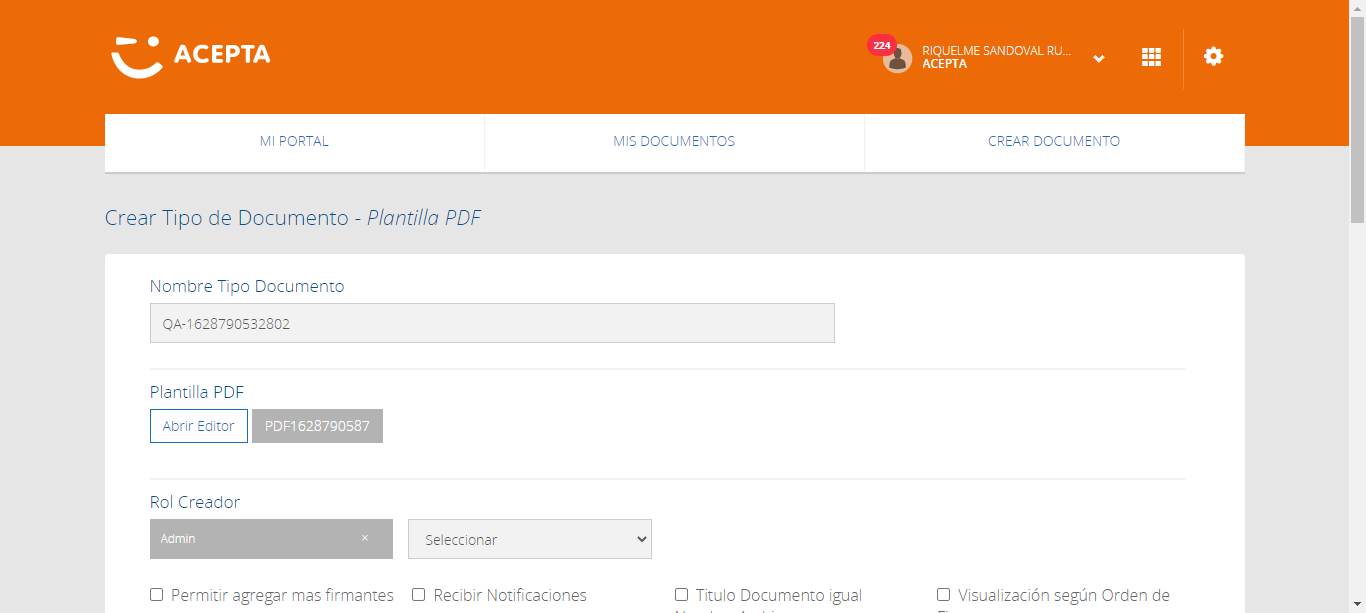 ACEPTA
224
RIQUELME SANDOVAL RU...
ACEPTA
MI PORTAL
MIS DOCUMENTOS
CREAR DOCUMENTO
Crear Tipo de Documento - Plantilla PDF
Nombre Tipo Documento
QA-1628790532802
Plantilla PDF
Abrir Editor
PDF1628790587
Rol Creador
Admin ×
Seleccionar
Permitir agregar mas firmantes
Recibir Notificaciones
Titulo Documento igual
Visualización según Orden de